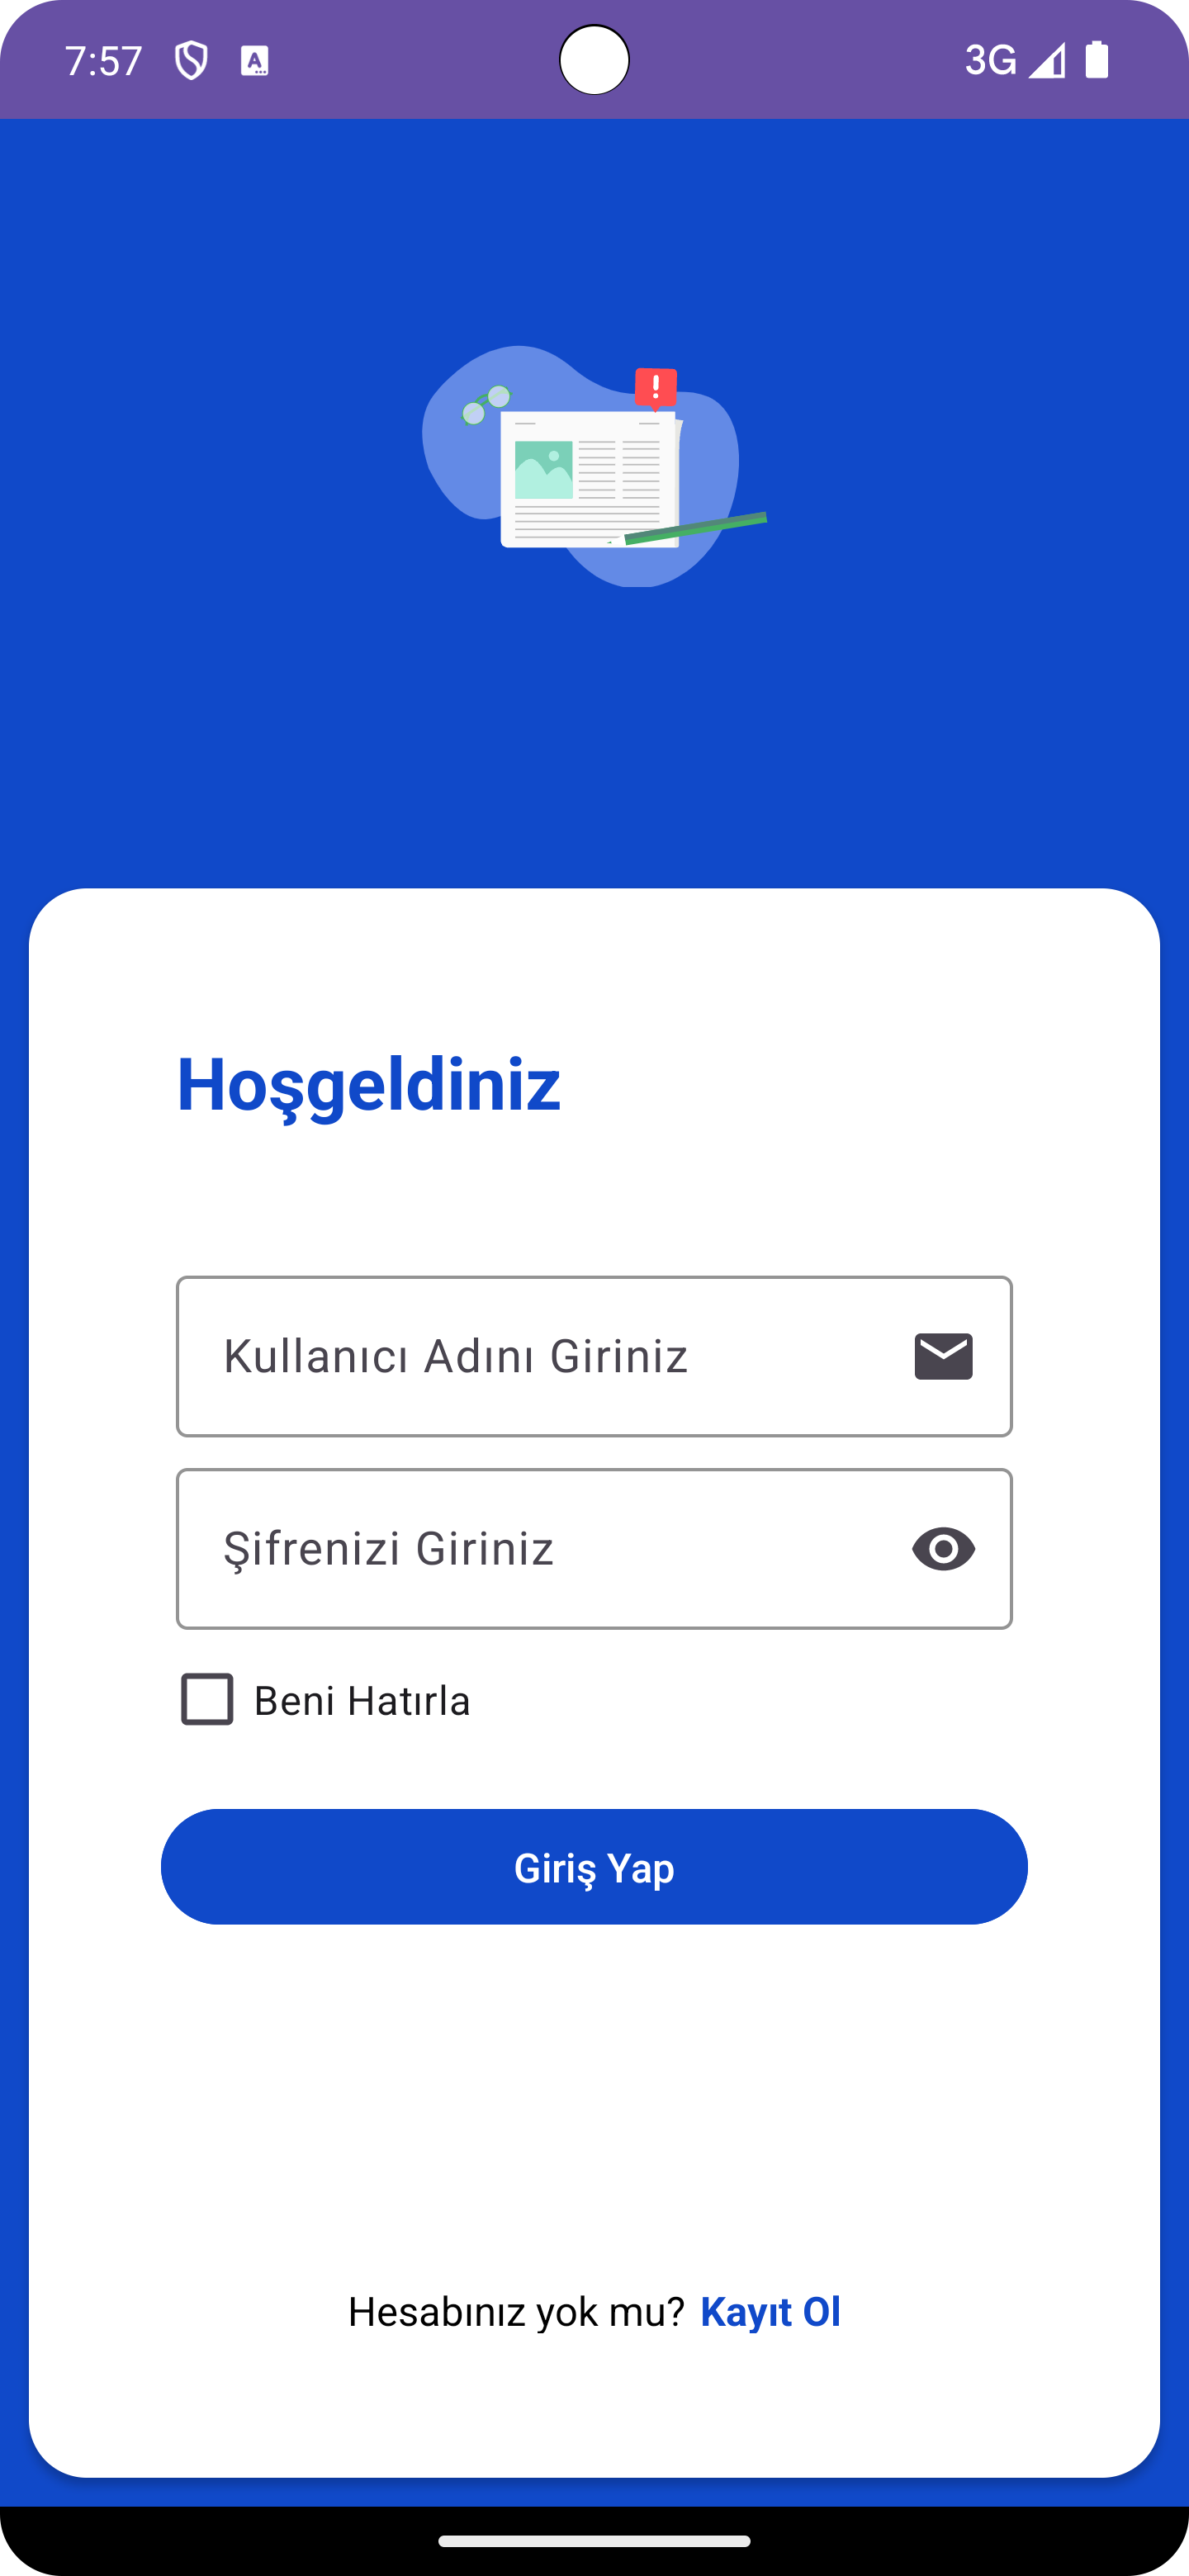 7:57
3G
Hoşgeldiniz
Kullanıcı Adını Giriniz
Şifrenizi Giriniz
Beni Hatırla
Giriş Yap
Hesabınız yok mu? Kayıt Ol